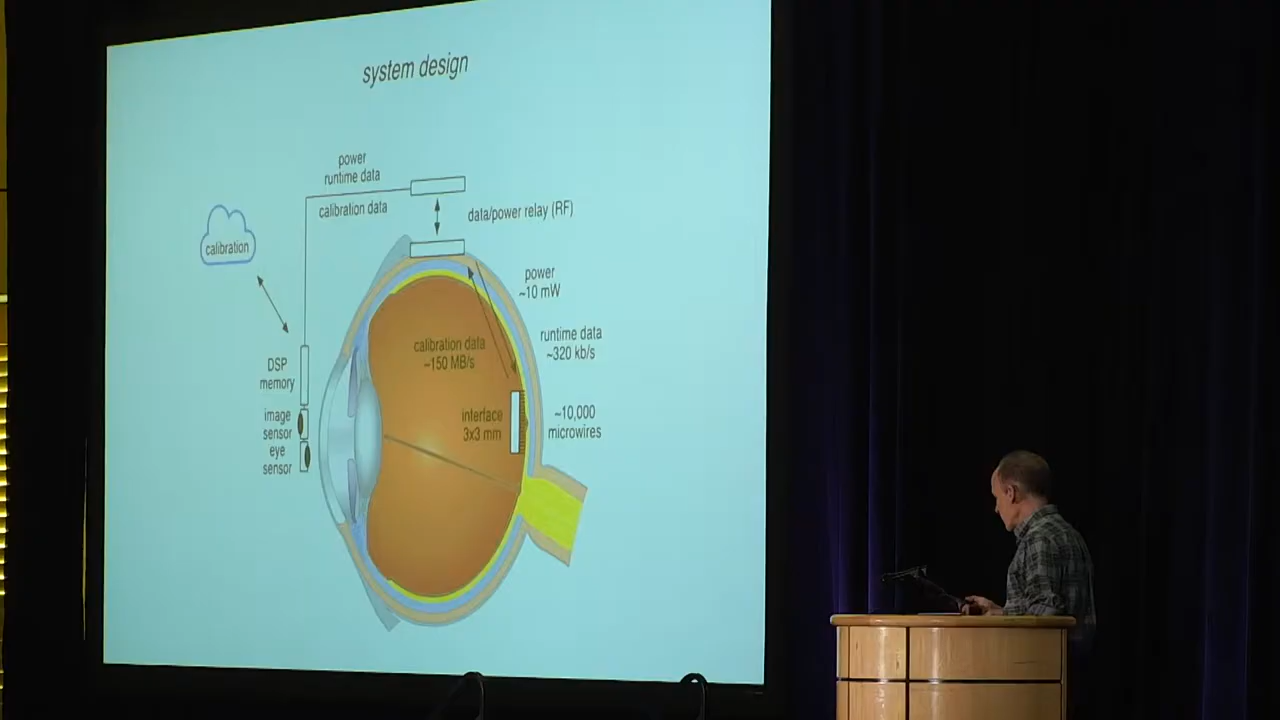 system design
power
runtime data
calibration data
data/power relay (RF)
calibration
power
~10 mW
runtime data
~320 kb/s
calibration data
~150 MB/s
DSP
memory
image
sensor
eye
sensor
interface
3x3 mm
~10,000
microwires